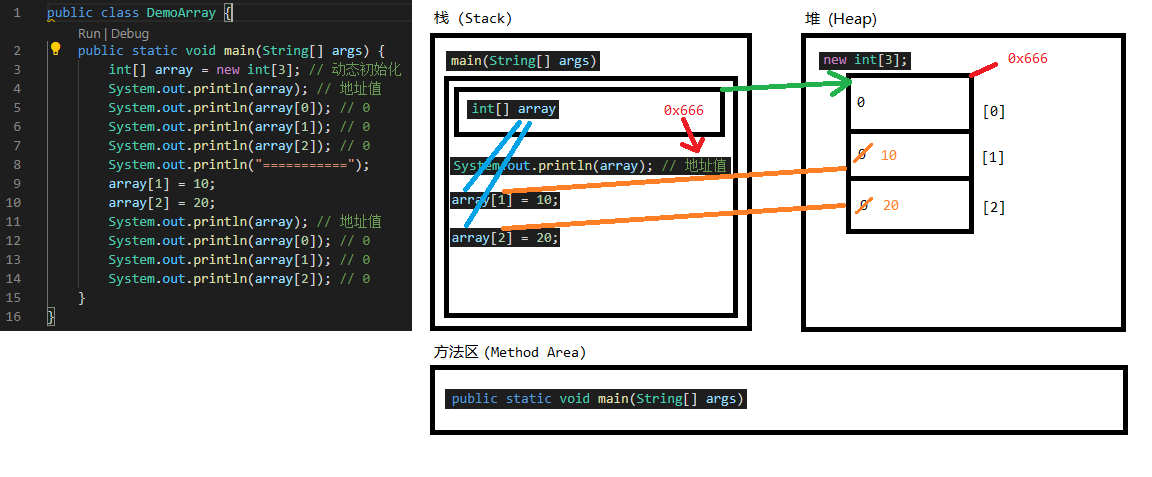 1 public class DemoArray {
Run | Debug
2 public static void main(String[] args) {
3 int[] array = new int[3]; // 动态初始化
4 System.out.println(array); // 地址值
5 System.out.println(array[0]); // 0
6 System.out.println(array[1]); // 0
7 System.out.println(array[2]); // 0
8 System.out.println("===========");
9 array[1] = 10;
10 array[2] = 20;
11 System.out.println(array); // 地址值
12 System.out.println(array[0]); // 0
13 System.out.println(array[1]); // 0
14 System.out.println(array[2]); // 0
15 }
16 }
栈 (Stack)
main(String[] args)
int[] array
0x666
System.out.println(array); // 地址值
array[1] = 10;
array[2] = 20;
堆 (Heap)
new int[3];
0x666
0
[0]
0 10
[1]
0 20
[2]
方法区 (Method Area)
public static void main(String[] args)